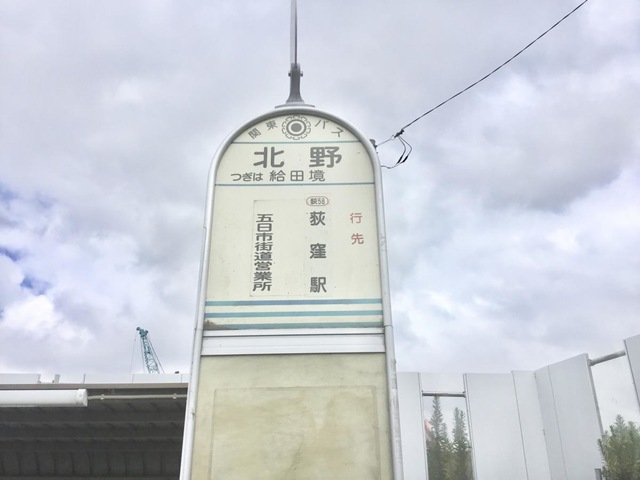 関東バス
北野
つぎは 給田境
行先
荻58
荻窪駅
五日市街道営業所